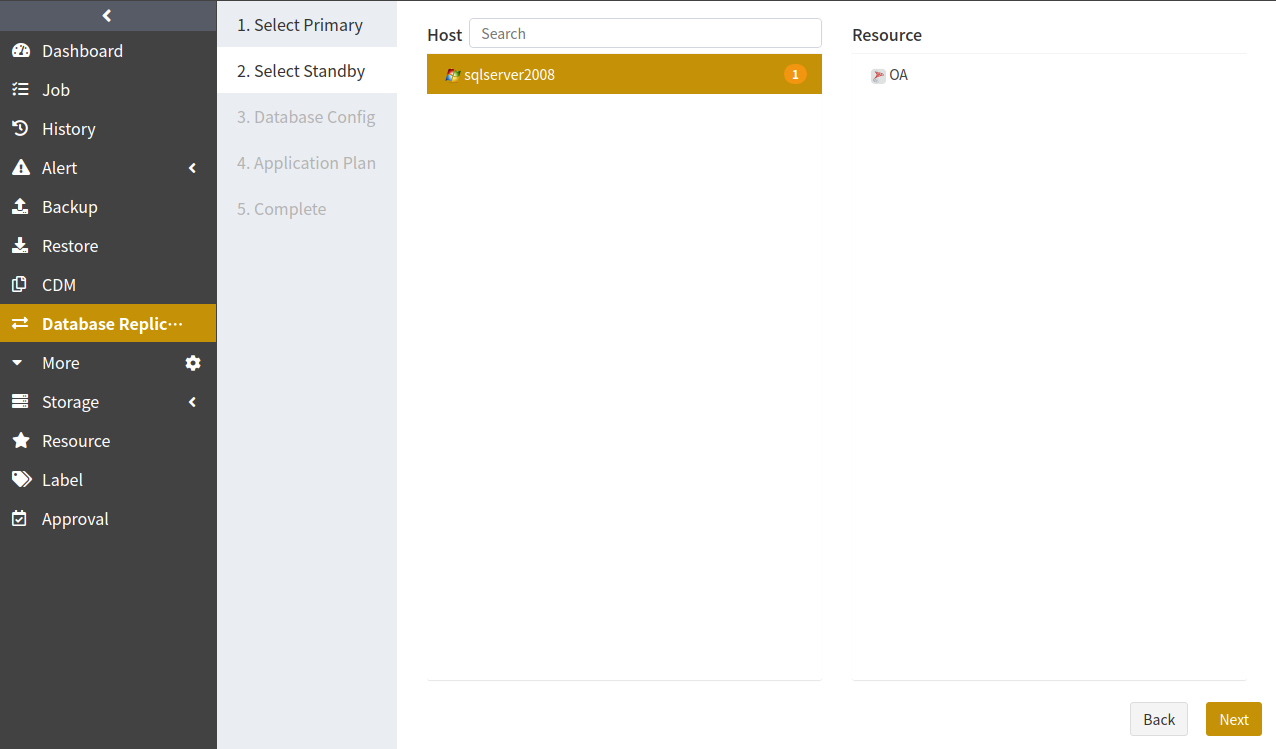 Dashboard
Job
History
Alert
Backup
Restore
CDM
Database Replic···
More
Storage
Resource
Label
Approval
1. Select Primary
2. Select Standby
3. Database Config
4. Application Plan
5. Complete
Host Search
sqlserver2008 1
Resource
OA
Back Next